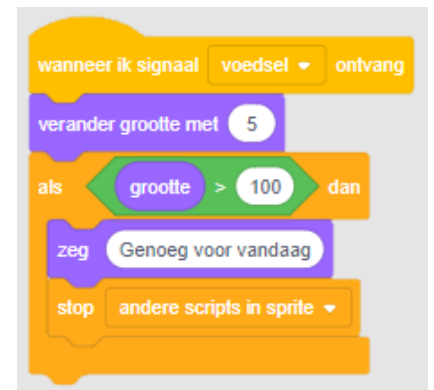 wanneer ik signaal voedsel ontvang
verander grootte met 5
als grootte > 100 dan
zeg Genoeg voor vandaag
stop andere scripts in sprite